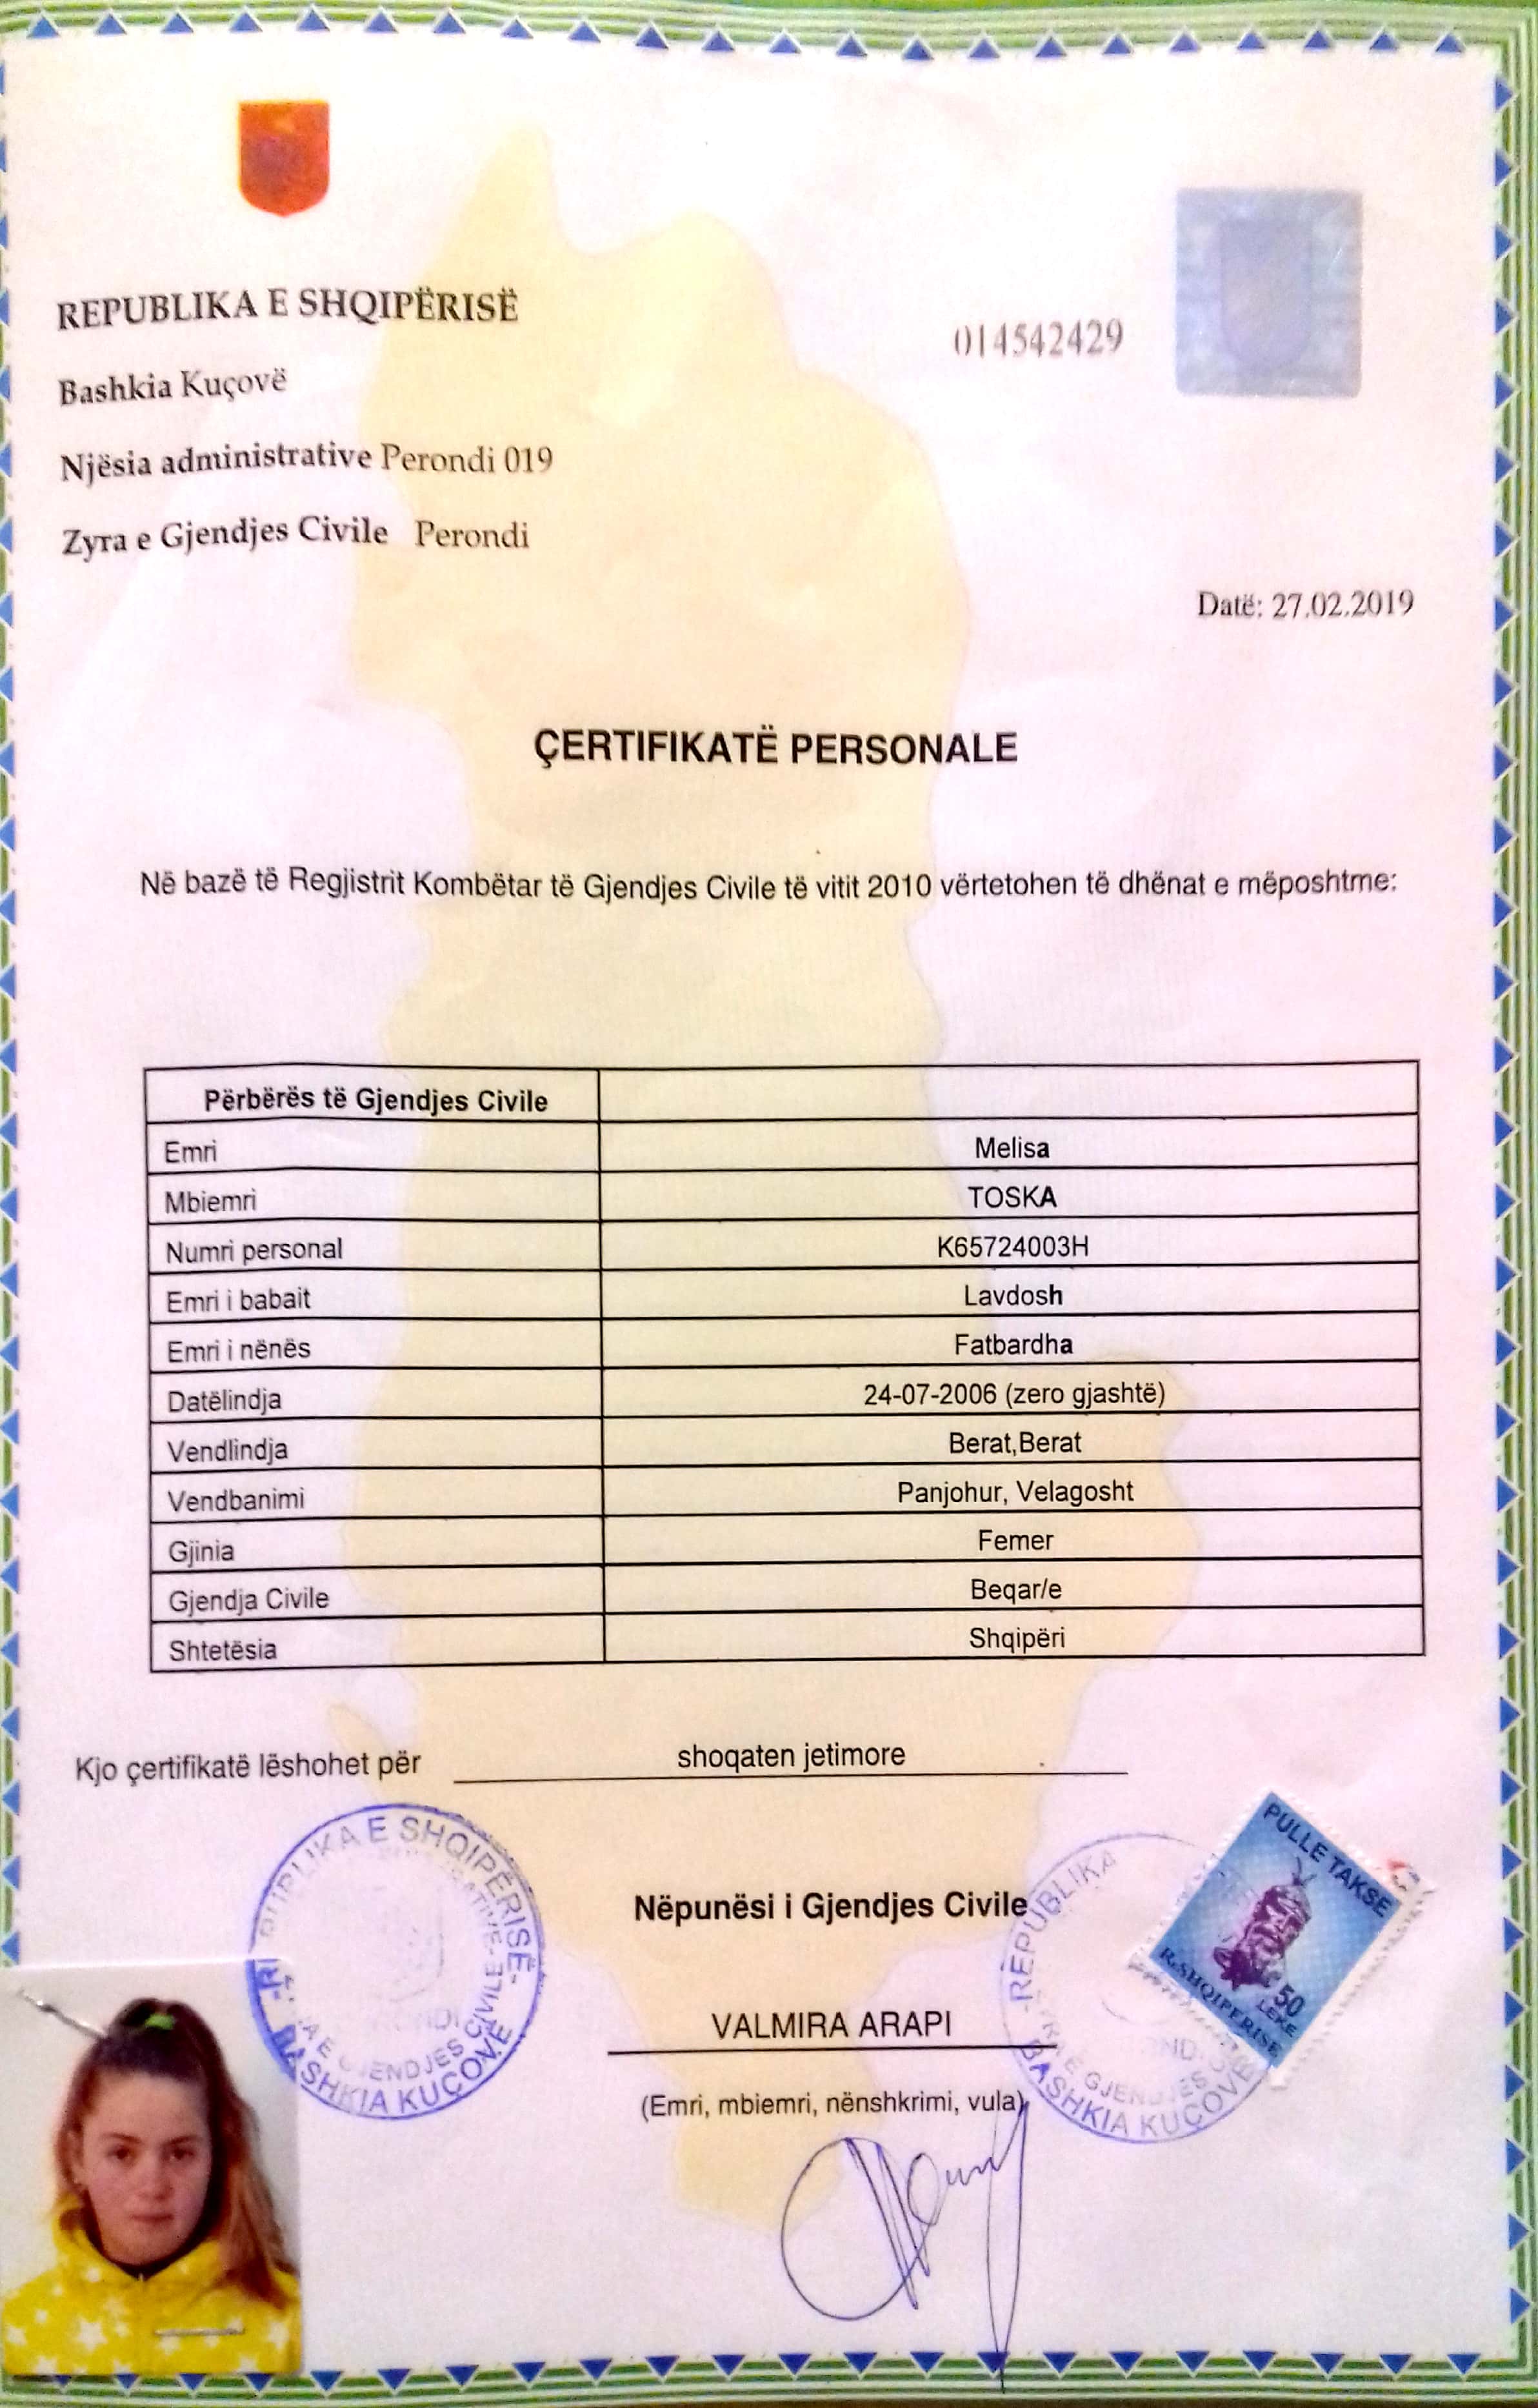 REPUBLIKA E SHQIPËRISË
014542429
Bashkia Kuçovë
Njësia administrative Perondi 019
Zyra e Gjendjes Civile Perondi
Datë: 27.02.2019
ÇERTIFIKATË PERSONALE
Në bazë të Regjistrit Kombëtar të Gjendjes Civile të vitit 2010 vërtetohen të dhënat e mëposhtme:
Përbërës të Gjendjes Civile
Emri Melisa
Mbiemri TOSKA
Numri personal K65724003H
Emri i babait Lavdosh
Emri i nënës Fatbardha
Datëlindja 24-07-2006 (zero gjashtë)
Vendlindja Berat,Berat
Vendbanimi Panjohur, Velagosht
Gjinia Femer
Gjendja Civile Beqar/e
Shtetësia Shqipëri
Kjo çertifikatë lëshohet për shoqaten jetimore
E SHQIPËRISË-
GJENDJES CIVILE-
BASHKIA KUÇOVË
Nëpunësi i Gjendjes Civile
VALMIRA ARAPI
(Emri, mbiemri, nënshkrimi, vula)
-REPUBLIKA
BASHKIA KUÇOVË
PULLE TAKSE
50
LEKE
R.SHQIPERISE